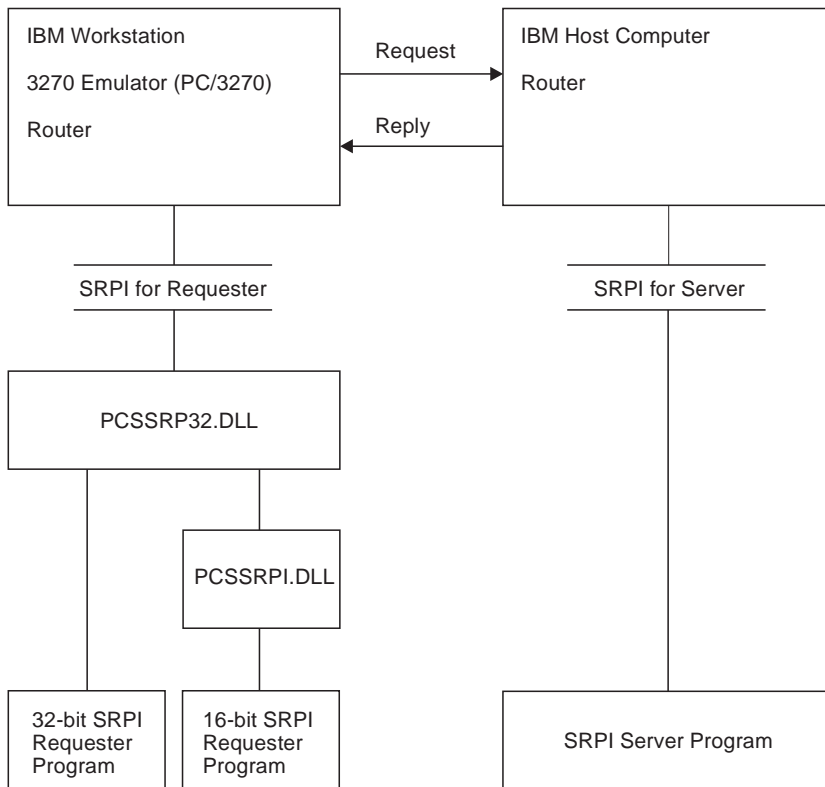 IBM Workstation
3270 Emulator (PC/3270)
Router
Request
Reply
IBM Host Computer
Router
SRPI for Requester
SRPI for Server
PCSSRP32.DLL
PCSSRPI.DLL
32-bit SRPI
Requester
Program
16-bit SRPI
Requester
Program
SRPI Server Program